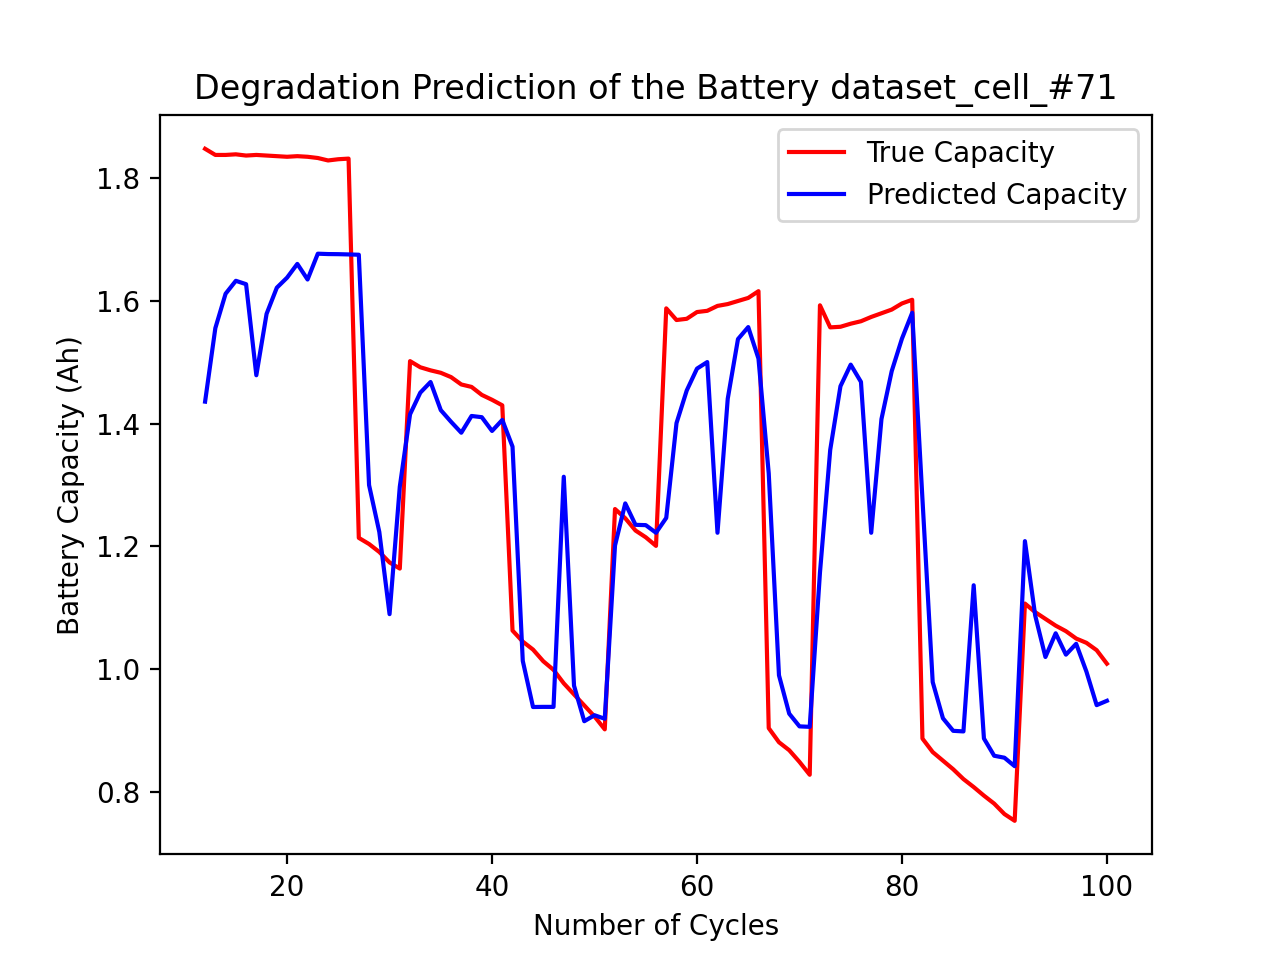 Degradation Prediction of the Battery dataset_cell_#71
True Capacity
Predicted Capacity
Battery Capacity (Ah)
1.8
1.6
1.4
1.2
1.0
0.8
20 40 60 80 100
Number of Cycles